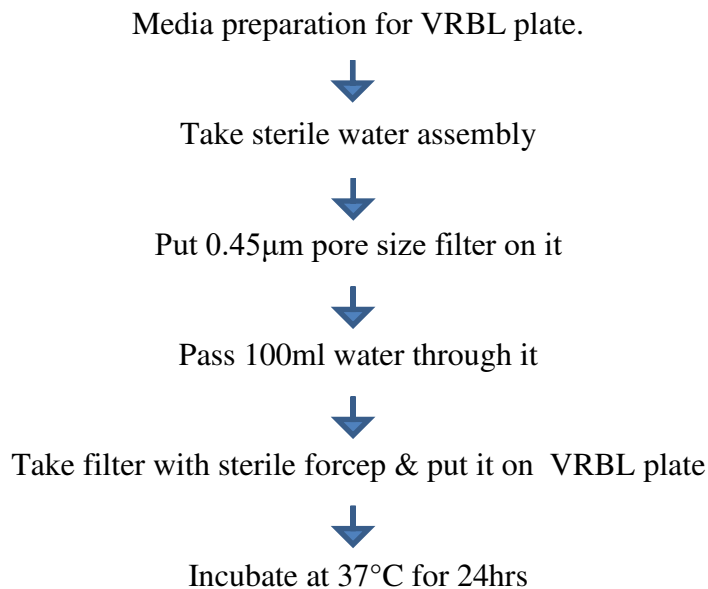 Media preparation for VRBL plate.
Take sterile water assembly
Put 0.45μm pore size filter on it
Pass 100ml water through it
Take filter with sterile forcep & put it on VRBL plate
Incubate at 37°C for 24hrs